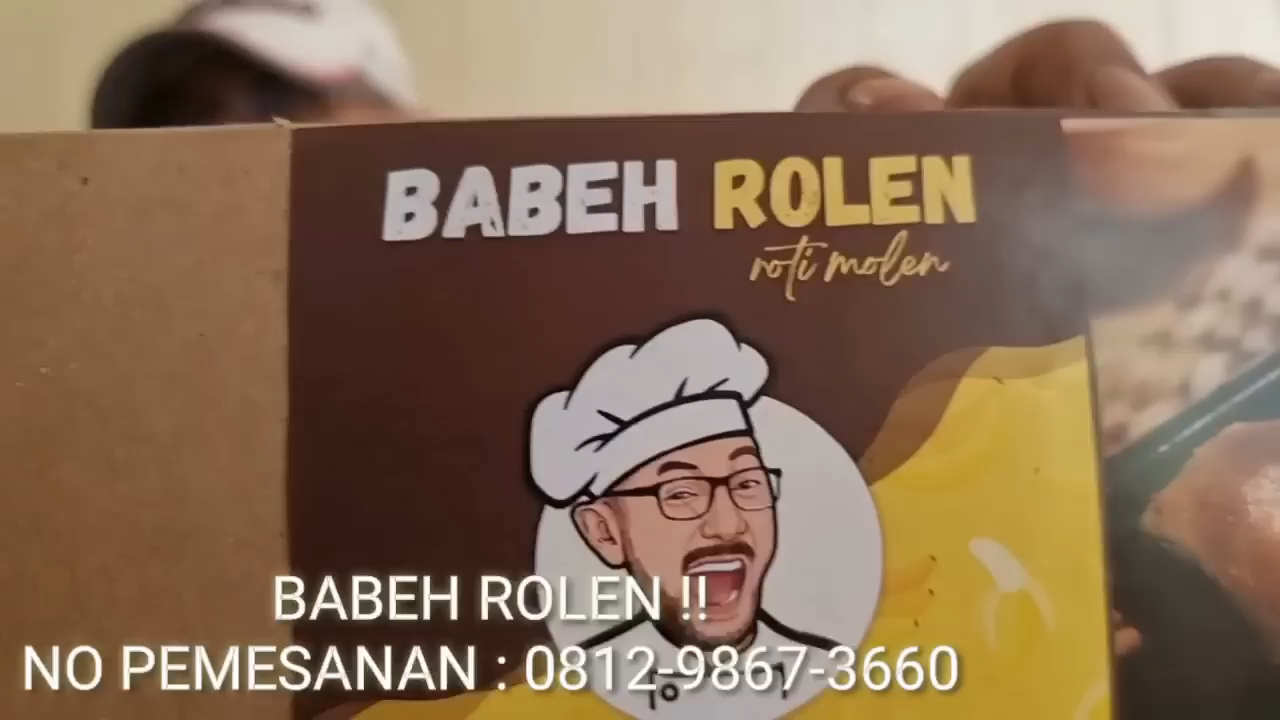 BABEH ROLEN
roti molen
BABEH ROLEN !!
NO PEMESANAN : 0812-9867-3660